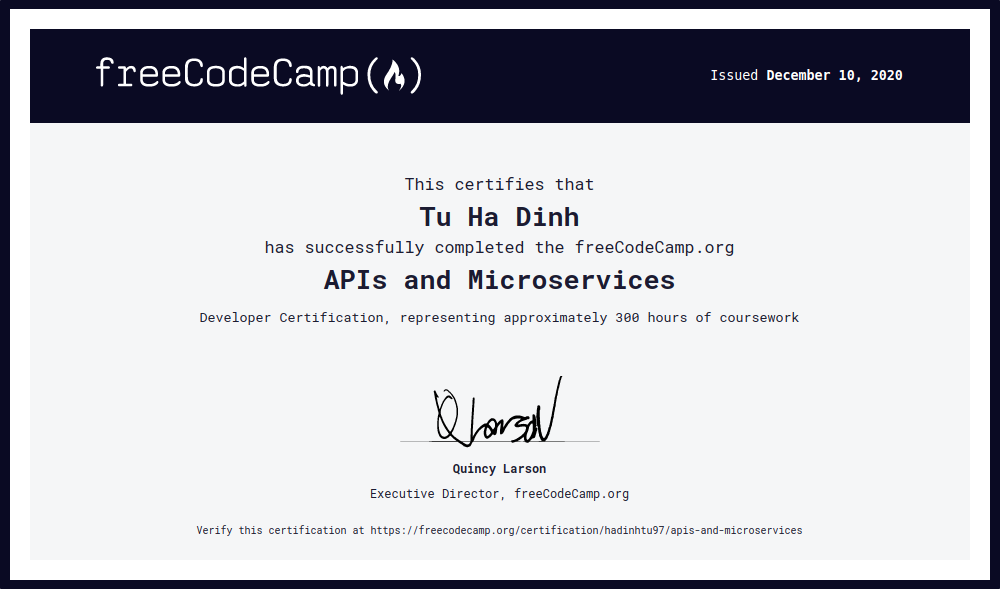 freeCodeCamp(🔥)
Issued December 10, 2020
This certifies that
Tu Ha Dinh
has successfully completed the freeCodeCamp.org
APIs and Microservices
Developer Certification, representing approximately 300 hours of coursework
Q Larson
Quincy Larson
Executive Director, freeCodeCamp.org
Verify this certification at https://freecodecamp.org/certification/hadinhtu97/apis-and-microservices